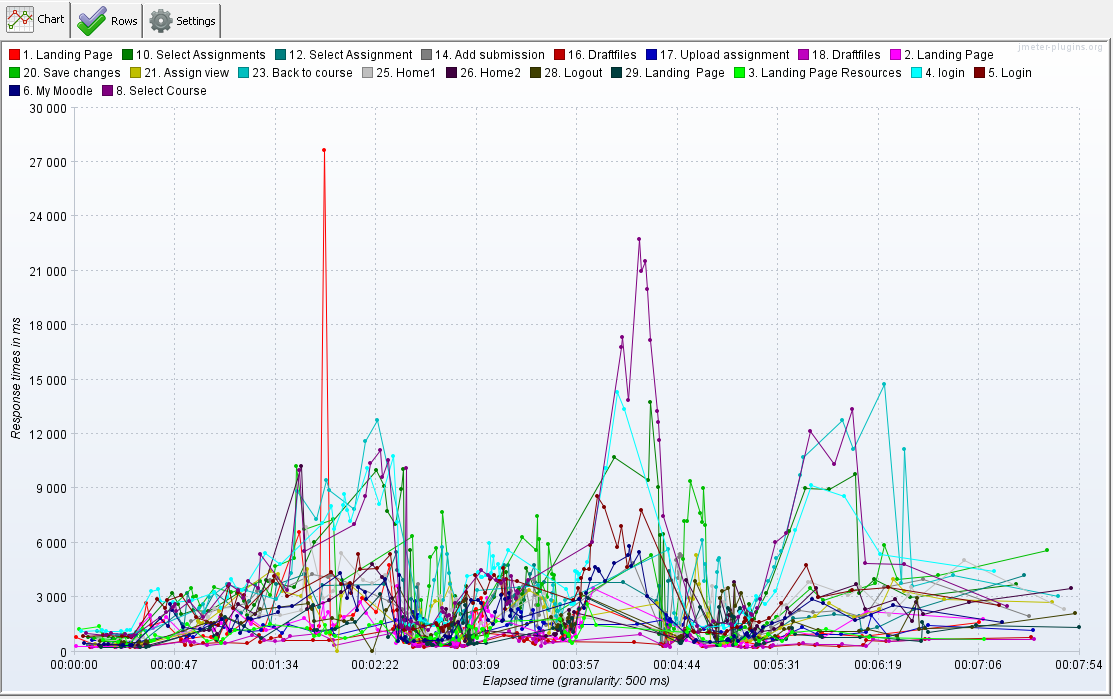 Chart Rows Settings
jmeter-plugins.org
1. Landing Page 10. Select Assignments 12. Select Assignment 14. Add submission 16. Draftfiles 17. Upload assignment 18. Draftfiles 2. Landing Page
20. Save changes 21. Assign view 23. Back to course 25. Home1 26. Home2 28. Logout 29. Landing Page 3. Landing Page Resources 4. login 5. Login
6. My Moodle 8. Select Course
30 000
27 000
24 000
21 000
18 000
15 000
12 000
9 000
6 000
3 000
0
Response times in ms
00:00:00 00:00:47 00:01:34 00:02:22 00:03:09 00:03:57 00:04:44 00:05:31 00:06:19 00:07:06 00:07:54
Elapsed time (granularity: 500 ms)